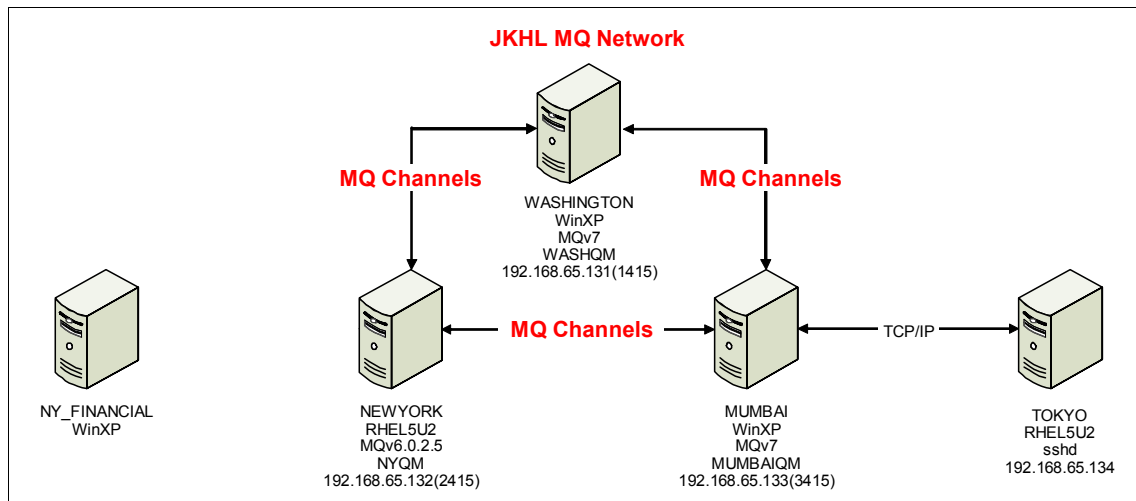 JKHL MQ Network
MQ Channels
MQ Channels
WASHINGTON
WinXP
MQv7
WASHQM
192.168.65.131(1415)
MQ Channels
TCP/IP
NY_FINANCIAL
WinXP
NEWYORK
RHEL5U2
MQv6.0.2.5
NYQM
192.168.65.132(2415)
MUMBAI
WinXP
MQv7
MUMBAIQM
192.168.65.133(3415)
TOKYO
RHEL5U2
sshd
192.168.65.134